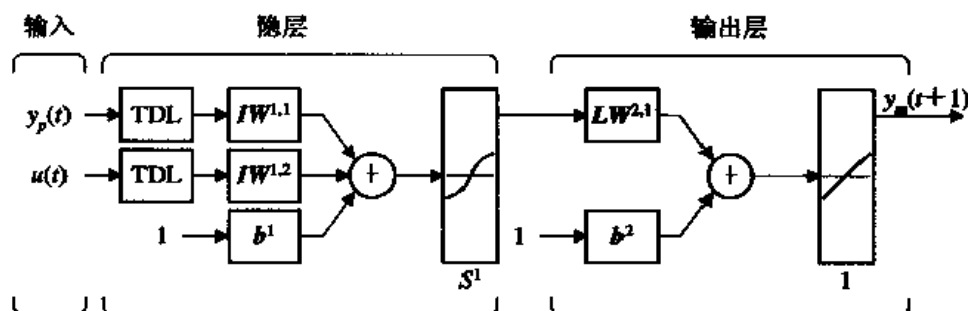 输入
隐层
输出层
y_p(t)
TDL
IW^{1,1}
LW^{2,1}
y_m(t+1)
u(t)
TDL
IW^{1,2}
+
+
1
b^1
1
b^2
S^1
1